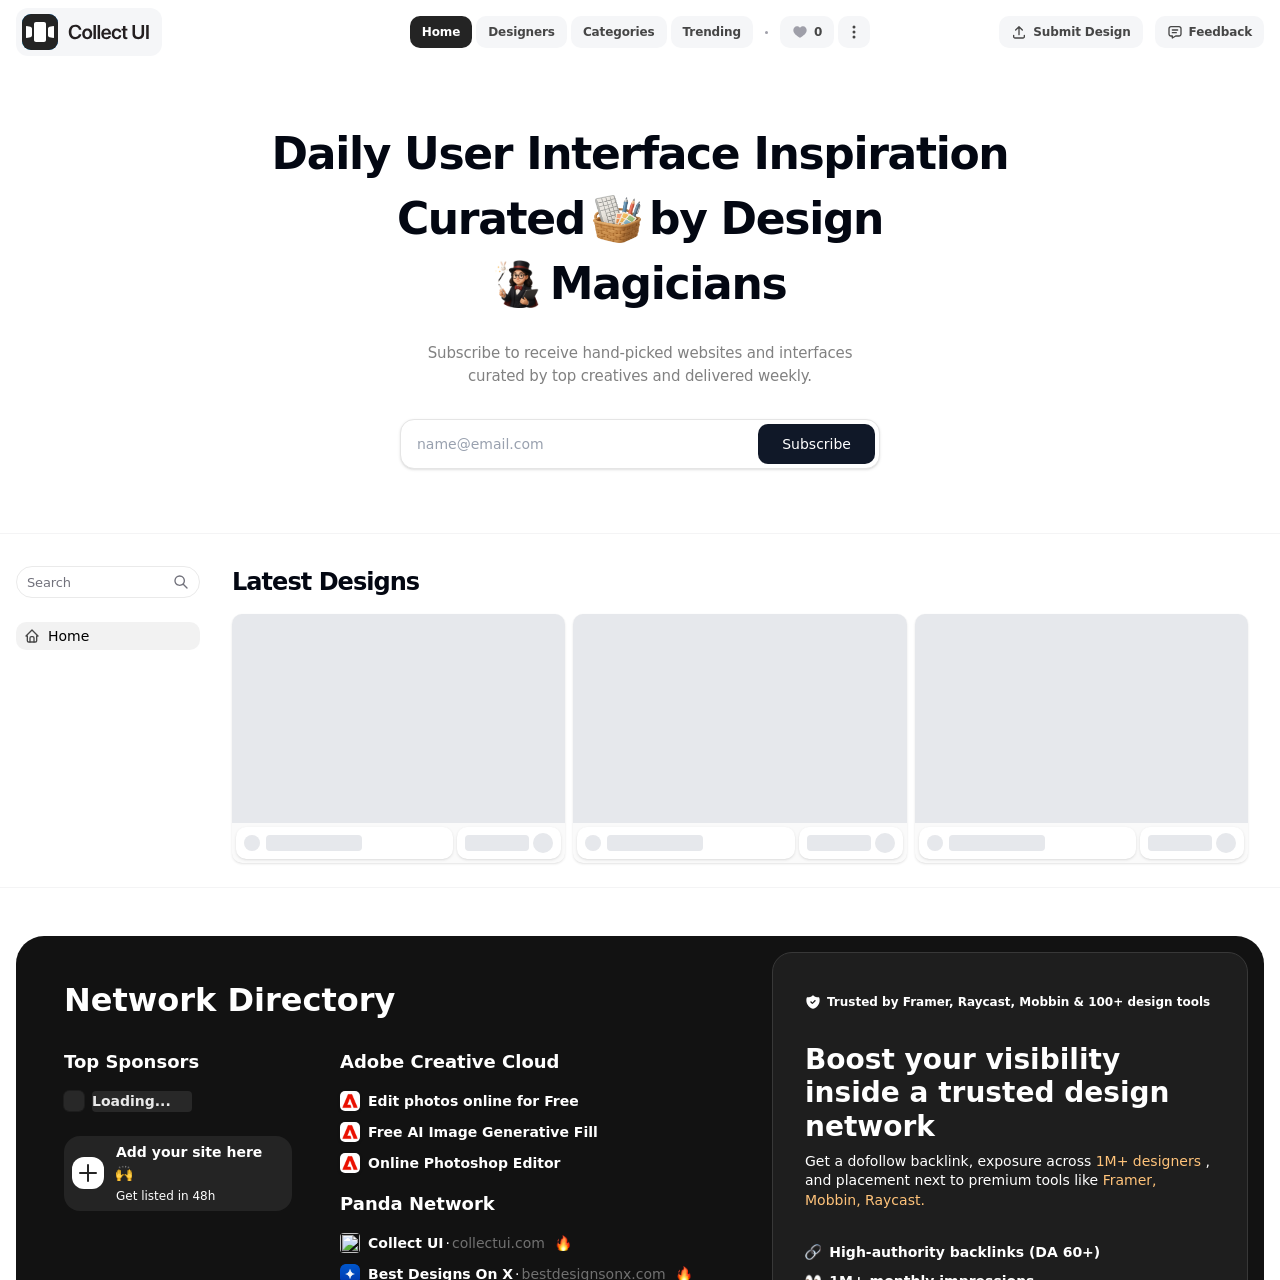 Collect UI
Home
Designers
Categories
Trending
0
Submit Design
Feedback
Daily User Interface Inspiration
Curated by Design
Magicians
Subscribe to receive hand-picked websites and interfaces
curated by top creatives and delivered weekly.
name@email.com
Subscribe
Search
Home
Latest Designs
Network Directory
Top Sponsors
Loading...
Add your site here
Get listed in 48h
Adobe Creative Cloud
Edit photos online for Free
Free AI Image Generative Fill
Online Photoshop Editor
Panda Network
Collect UI · collectui.com
Best Designs On X · bestdesignsonx.com
Trusted by Framer, Raycast, Mobbin & 100+ design tools
Boost your visibility
inside a trusted design
network
Get a dofollow backlink, exposure across 1M+ designers ,
and placement next to premium tools like Framer,
Mobbin, Raycast.
High-authority backlinks (DA 60+)
1M+ monthly impressions